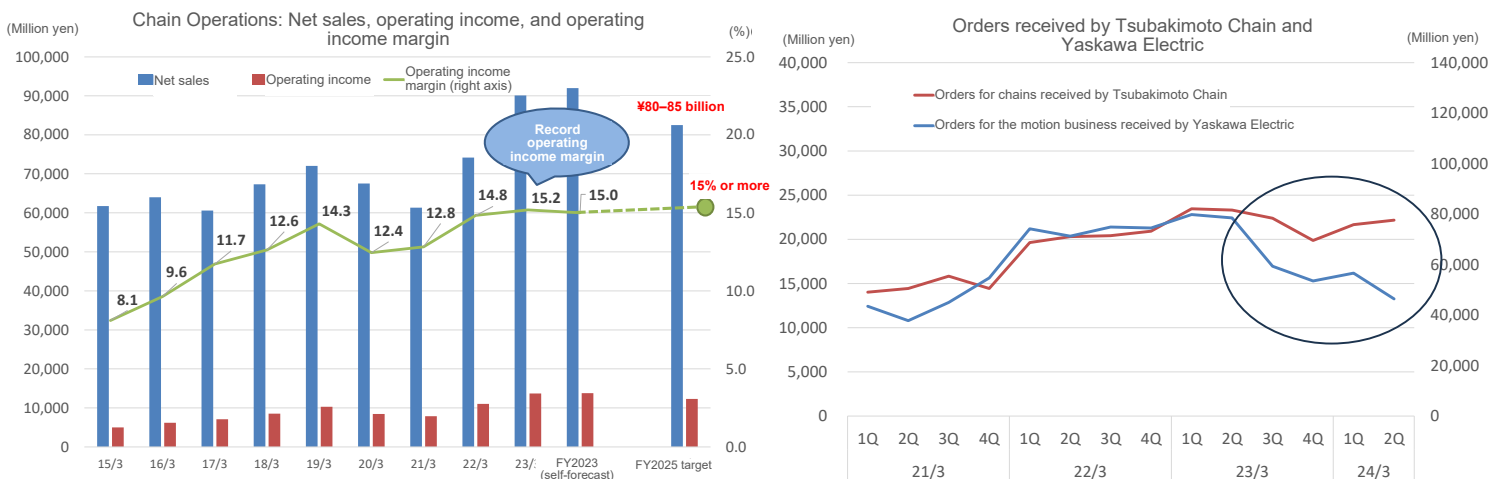 Chain Operations: Net sales, operating income, and operating
income margin
(Million yen)
(%)
100,000
90,000
80,000
70,000
60,000
50,000
40,000
30,000
20,000
10,000
0
25.0
20.0
15.0
10.0
5.0
0.0
Net sales
Operating income
Operating income
margin (right axis)
Record
operating
income margin
¥80–85 billion
15% or more
8.1
9.6
11.7
12.6
14.3
12.4
12.8
14.8
15.2
15.0
15/3
16/3
17/3
18/3
19/3
20/3
21/3
22/3
23/
FY2023
(self-forecast)
FY2025 target
Orders received by Tsubakimoto Chain and
Yaskawa Electric
(Million yen)
(Million yen)
40,000
35,000
30,000
25,000
20,000
15,000
10,000
5,000
0
140,000
120,000
100,000
80,000
60,000
40,000
20,000
0
Orders for chains received by Tsubakimoto Chain
Orders for the motion business received by Yaskawa Electric
1Q 2Q 3Q 4Q 1Q 2Q 3Q 4Q 1Q 2Q 3Q 4Q 1Q 2Q
21/3 22/3 23/3 24/3